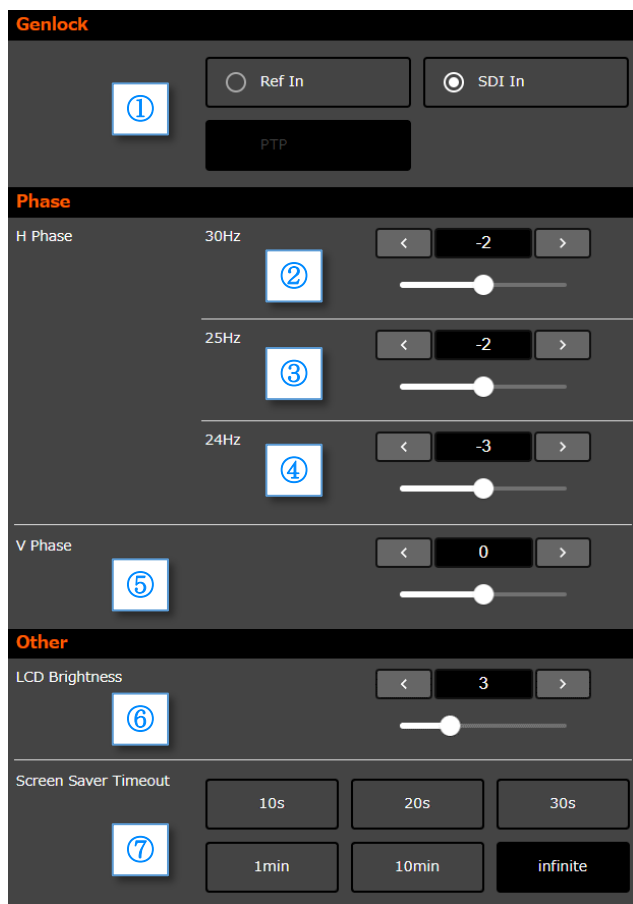 Genlock
① Ref In SDI In
PTP
Phase
H Phase 30Hz < -2 >
②
25Hz < -2 >
③
24Hz < -3 >
④
V Phase < 0 >
⑤
Other
LCD Brightness < 3 >
⑥
Screen Saver Timeout
10s 20s 30s
⑦
1min 10min infinite